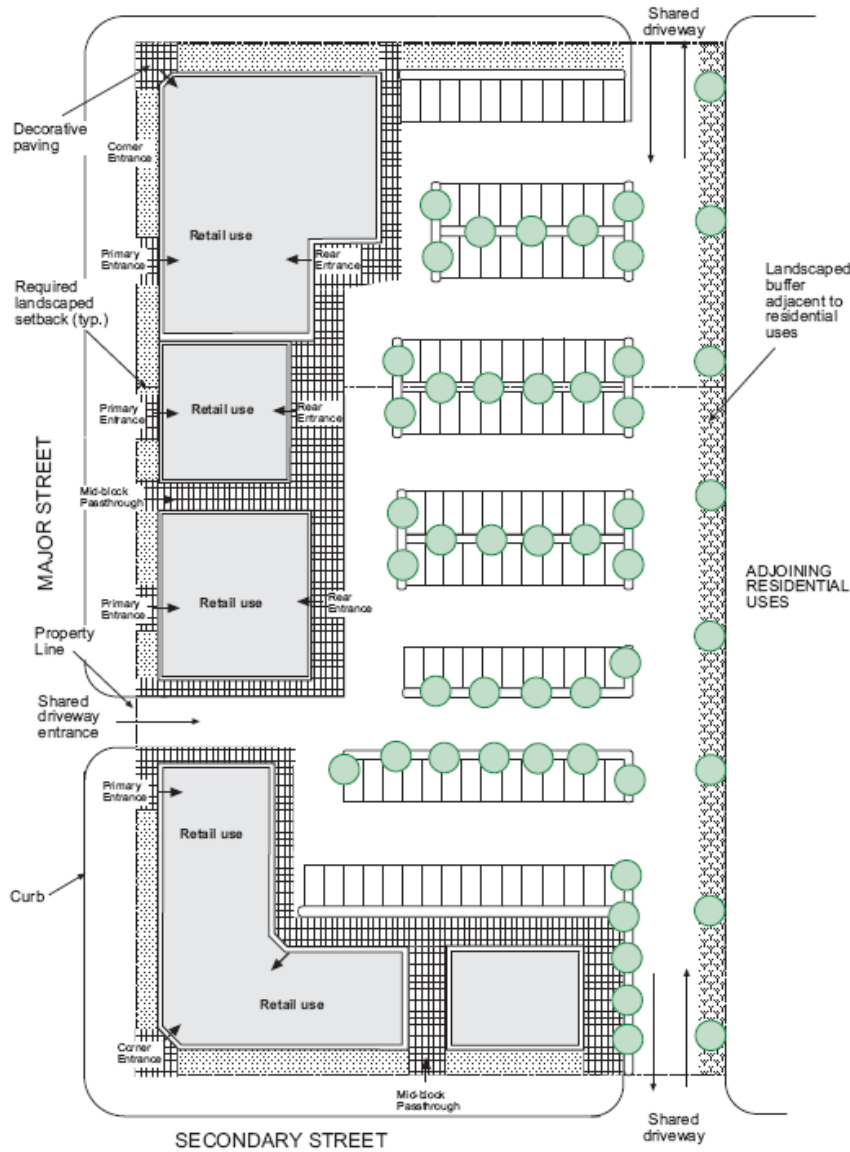 Shared
driveway
Decorative
paving
Corner
Entrance
Retail use
Primary
Entrance
Rear
Entrance
Required
landscaped
setback (typ.)
Landscaped
buffer
adjacent to
residential
uses
Primary
Entrance
Retail use
Rear
Entrance
Mid-block
Passthrough
MAJOR STREET
Retail use
Primary
Entrance
Rear
Entrance
ADJOINING
RESIDENTIAL
USES
Property
Line
Shared
driveway
entrance
Primary
Entrance
Retail use
Curb
Retail use
Corner
Entrance
Mid-block
Passthrough
Shared
driveway
SECONDARY STREET